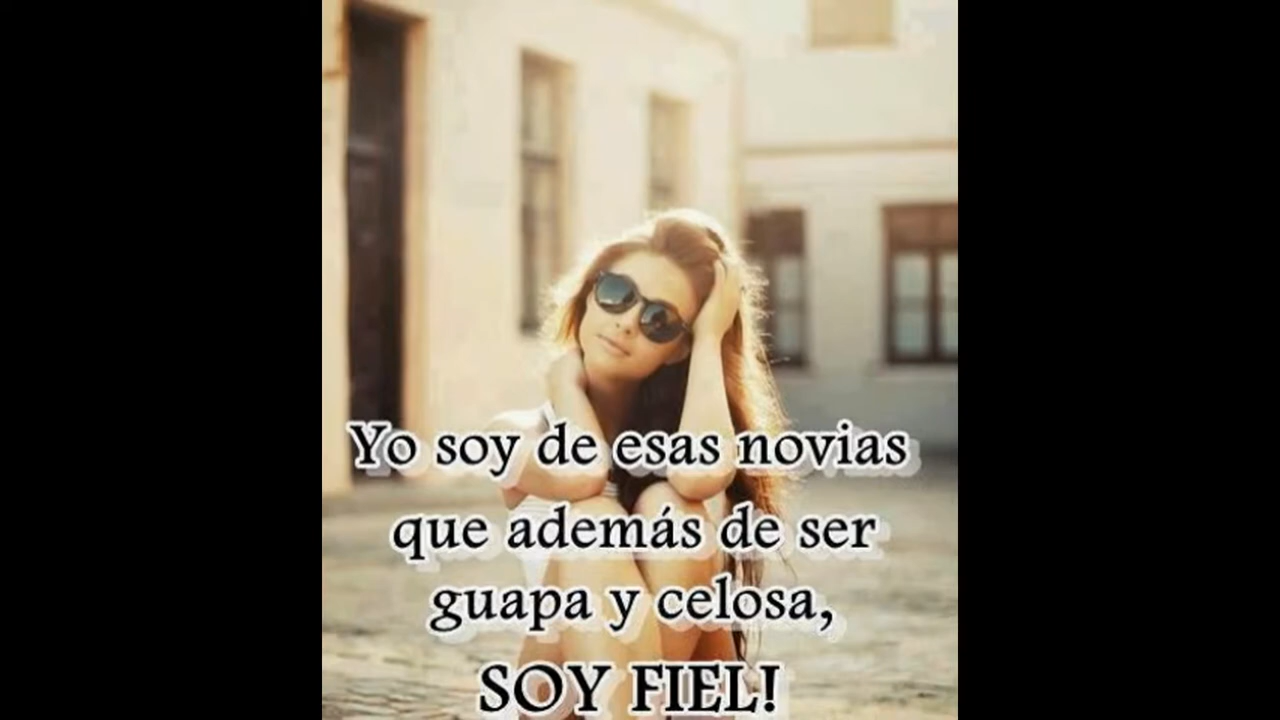 Yo soy de esas novias
que además de ser
guapa y celosa,
SOY FIEL!